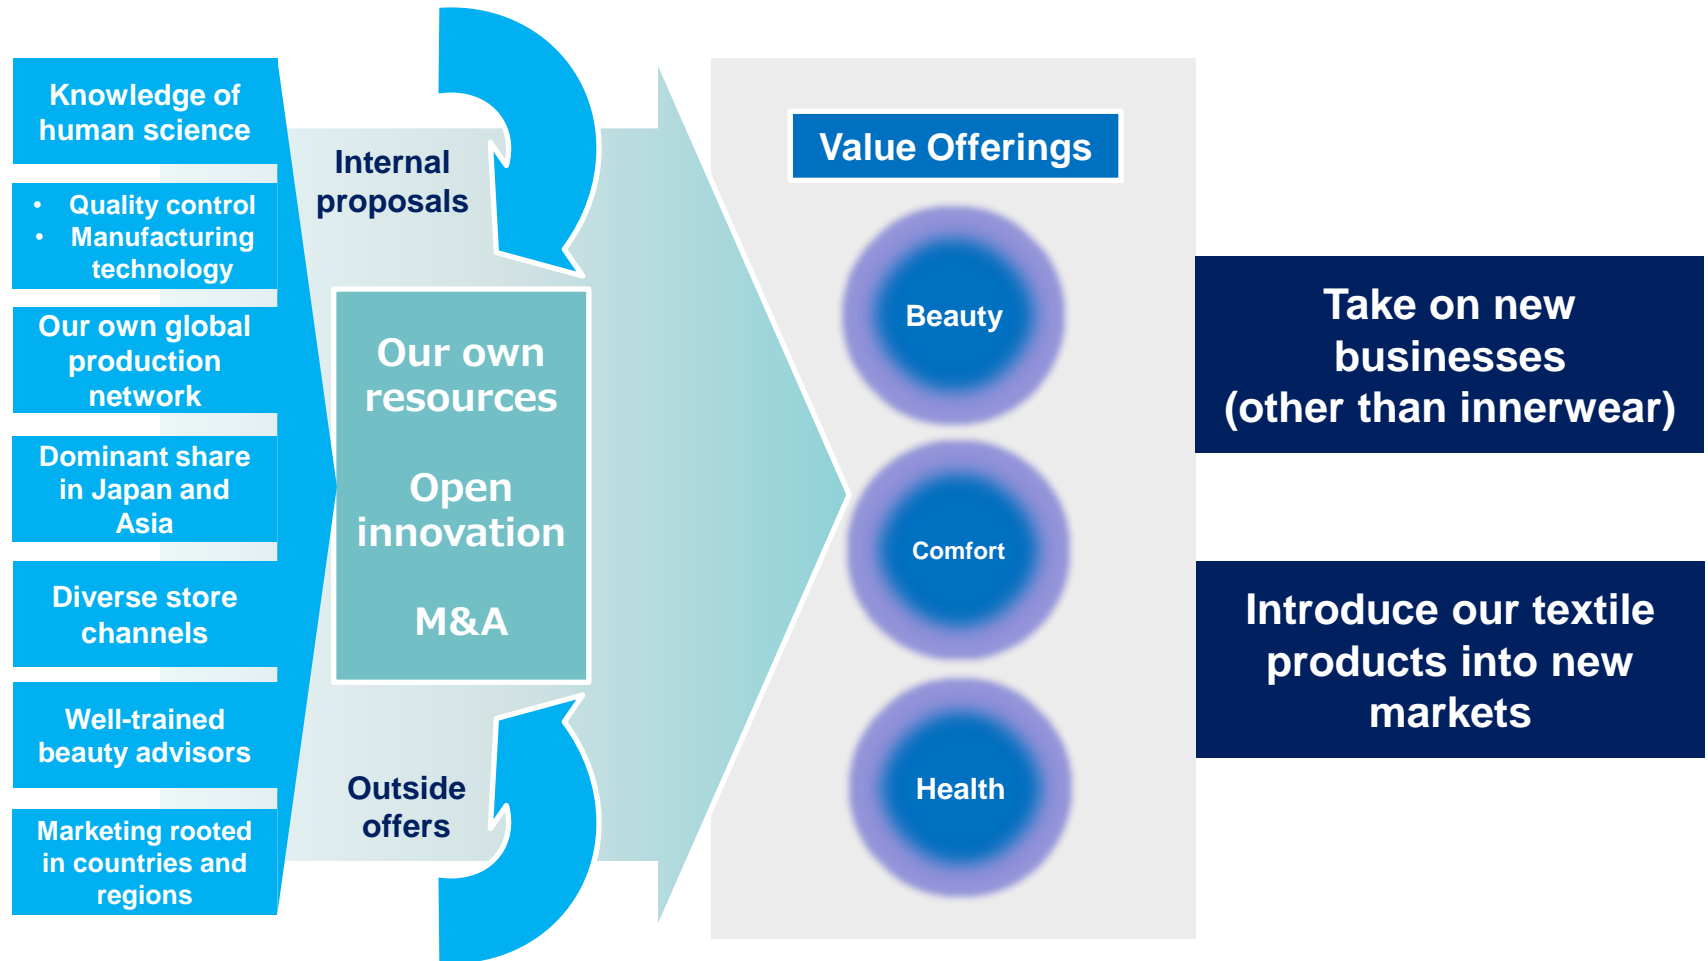 Knowledge of
human science
• Quality control
• Manufacturing
technology
Our own global
production
network
Dominant share
in Japan and
Asia
Diverse store
channels
Well-trained
beauty advisors
Marketing rooted
in countries and
regions
Internal
proposals
Our own
resources
Open
innovation
M&A
Outside
offers
Value Offerings
Beauty
Comfort
Health
Take on new
businesses
(other than innerwear)
Introduce our textile
products into new
markets